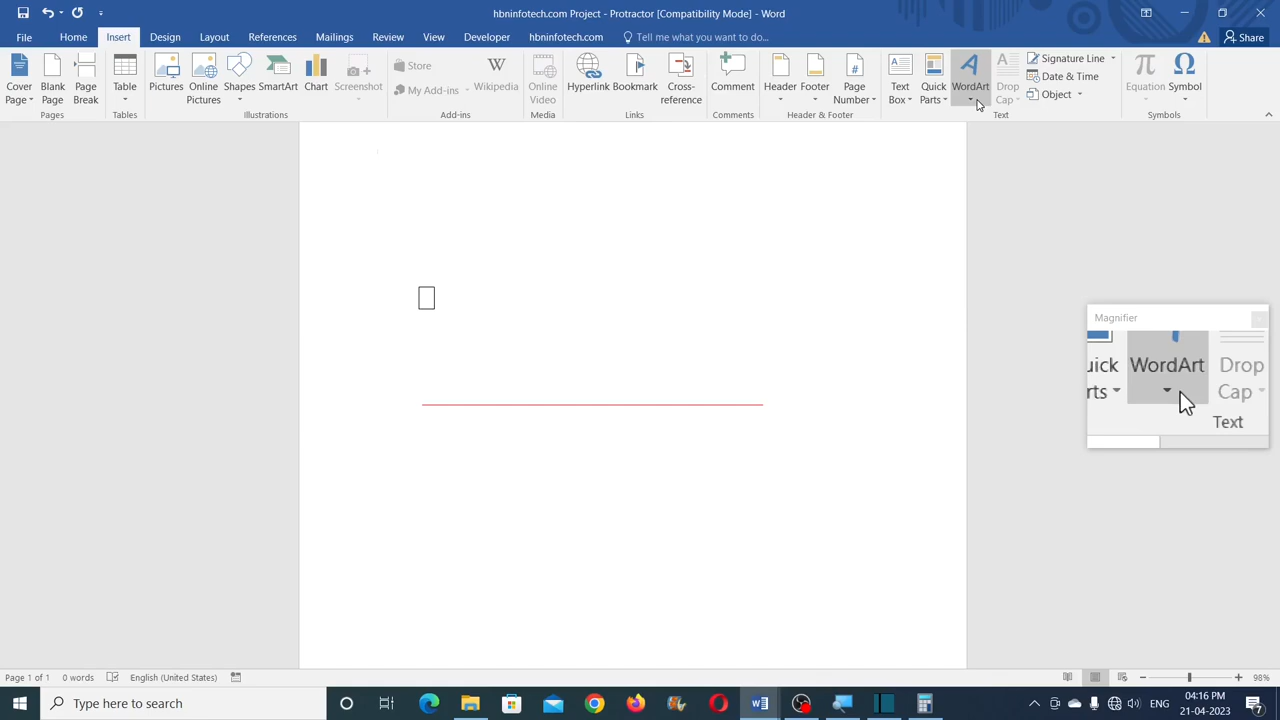 hbninfotech.com Project - Protractor [Compatibility Mode] - Word
File Home Insert Design Layout References Mailings Review View Developer hbninfotech.com Tell me what you want to do... Share
Cover Page Blank Page Page Break
Pages
Table
Tables
Pictures Online Pictures Shapes SmartArt Chart Screenshot
Illustrations
Store
My Add-ins
Wikipedia
Add-ins
Online Video
Media
Hyperlink Bookmark Cross-reference
Links
Comment
Comments
Header Footer Page Number
Header & Footer
Text Box Quick Parts WordArt Drop Cap
Signature Line
Date & Time
Object
Text
Equation Symbol
Symbols
Magnifier
uick WordArt Drop
rts Cap
Text
Page 1 of 1 0 words English (United States) 98%
Type here to search
ENG
04:16 PM
21-04-2023